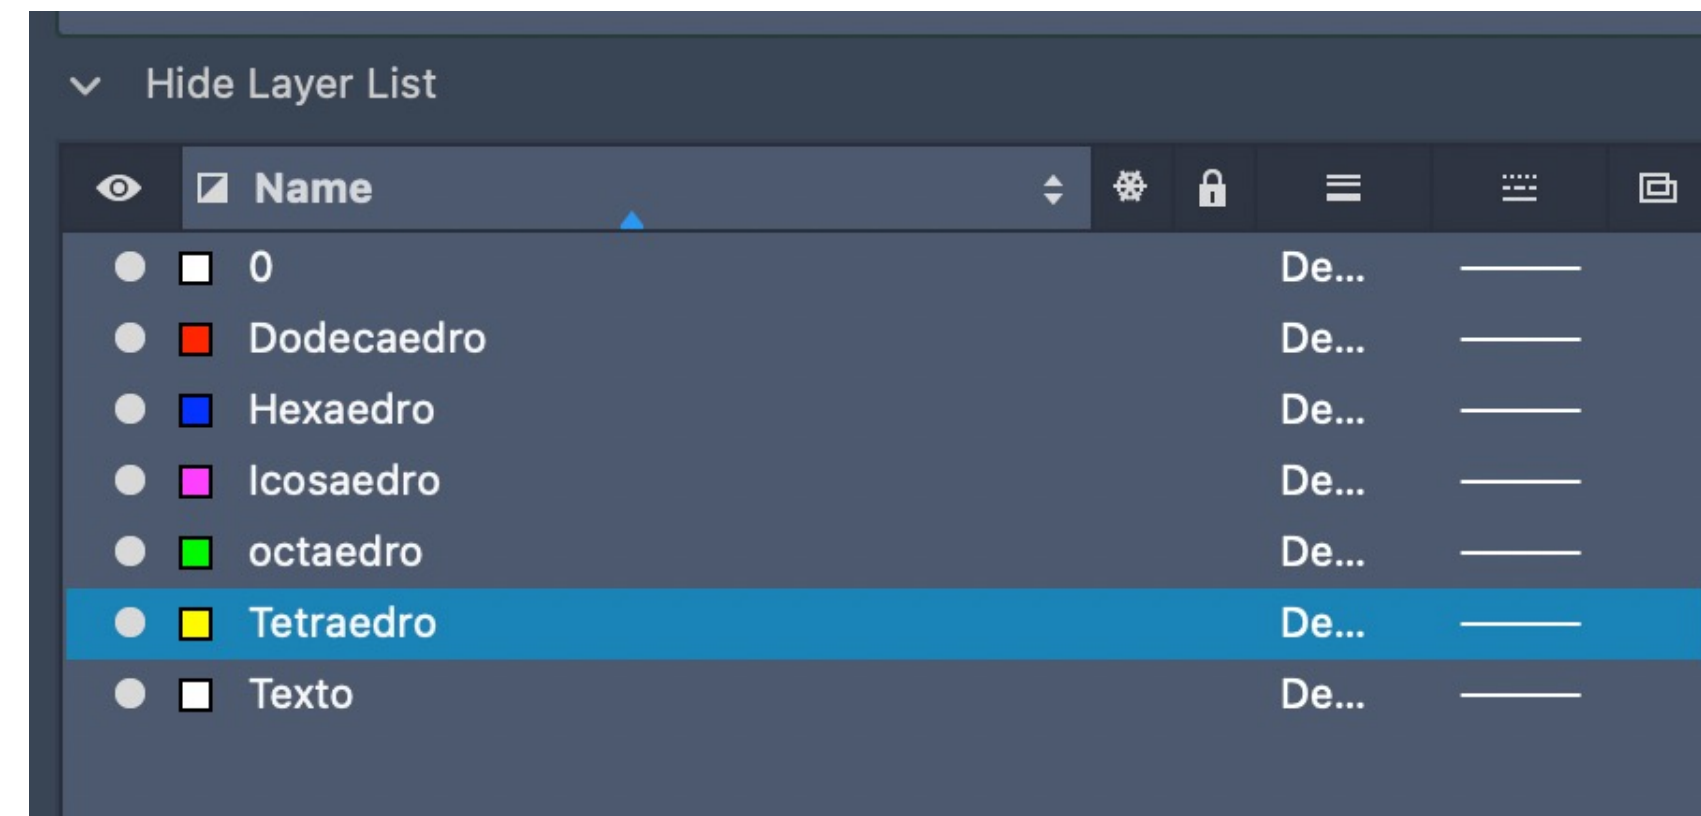 Hide Layer List
Name
0 De...
Dodecaedro De...
Hexaedro De...
Icosaedro De...
octaedro De...
Tetraedro De...
Texto De...